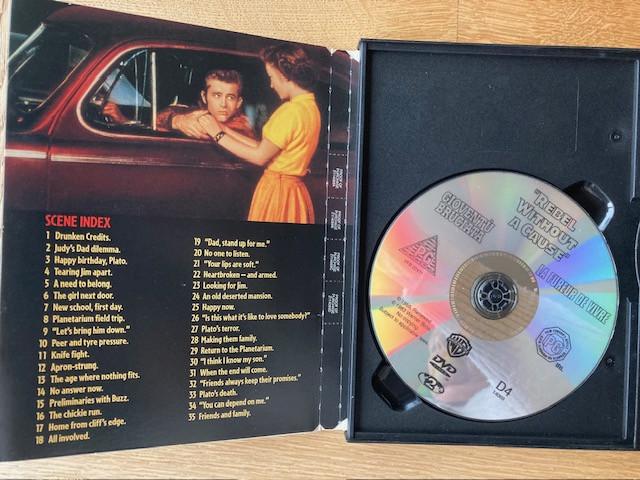 SCENE INDEX
1 Drunken Credits.
2 Judy's Dad dilemma.
3 Happy birthday, Plato.
4 Tearing Jim apart.
5 A need to belong.
6 The girl next door.
7 New school, first day.
8 Planetarium field trip.
9 "Let's bring him down."
10 Peer and tyre pressure.
11 Knife fight.
12 Apron-strung.
13 The age where nothing fits.
14 No answer now.
15 Preliminaries with Buzz.
16 The chickie run.
17 Home from cliff's edge.
18 All involved.
19 "Dad, stand up for me."
20 No one to listen.
21 "Your lips are soft."
22 Heartbroken – and armed.
23 Looking for Jim.
24 An old deserted mansion.
25 Happy now.
26 "Is this what it's like to love somebody?"
27 Plato's terror.
28 Making them family.
29 Return to the Planetarium.
30 "I think I know my son."
31 When the end will come.
32 "Friends always keep their promises."
33 Plato's death.
34 "You can depend on me."
35 Friends and family.
GIOVENTÙ
BRUCIATA
"REBEL
WITHOUT
A CAUSE"
LA FUREUR DE VIVRE
PG
PG
IRL
DVD
D4